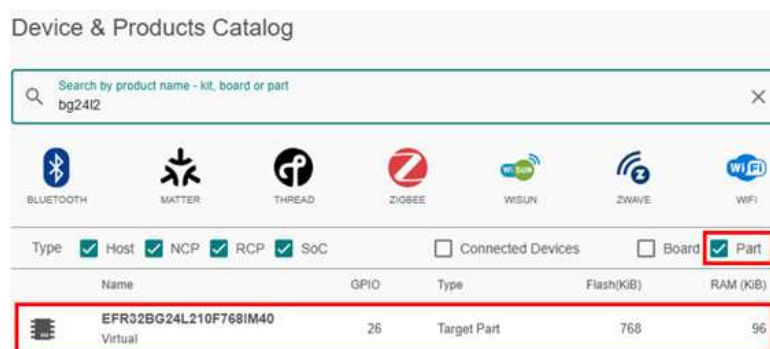 Device & Products Catalog
Search by product name - kit, board or part
bg24l2
BLUETOOTH MATTER THREAD ZIGBEE WISUN ZWAVE WIFI
Type Host NCP RCP SoC Connected Devices Board Part
Name GPIO Type Flash(KiB) RAM (KiB)
EFR32BG24L210F768IM40 26 Target Part 768 96
Virtual